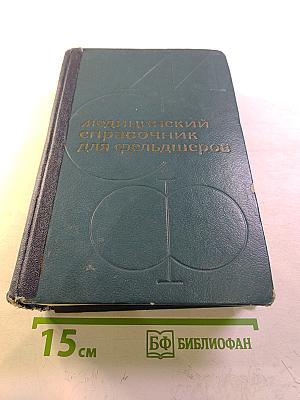 медицинский
справочник
для фельдшеров
15 см
БФ БИБЛИОФАН